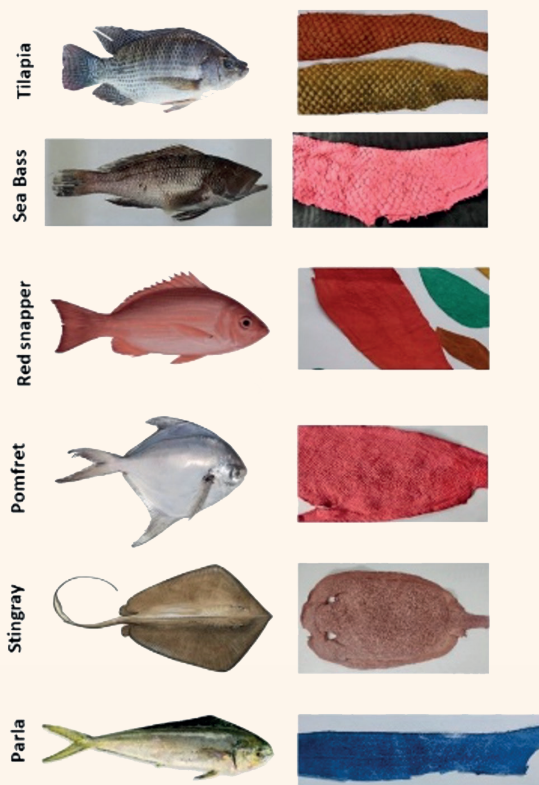 Tilapia
Sea Bass
Red snapper
Pomfret
Stingray
Parla